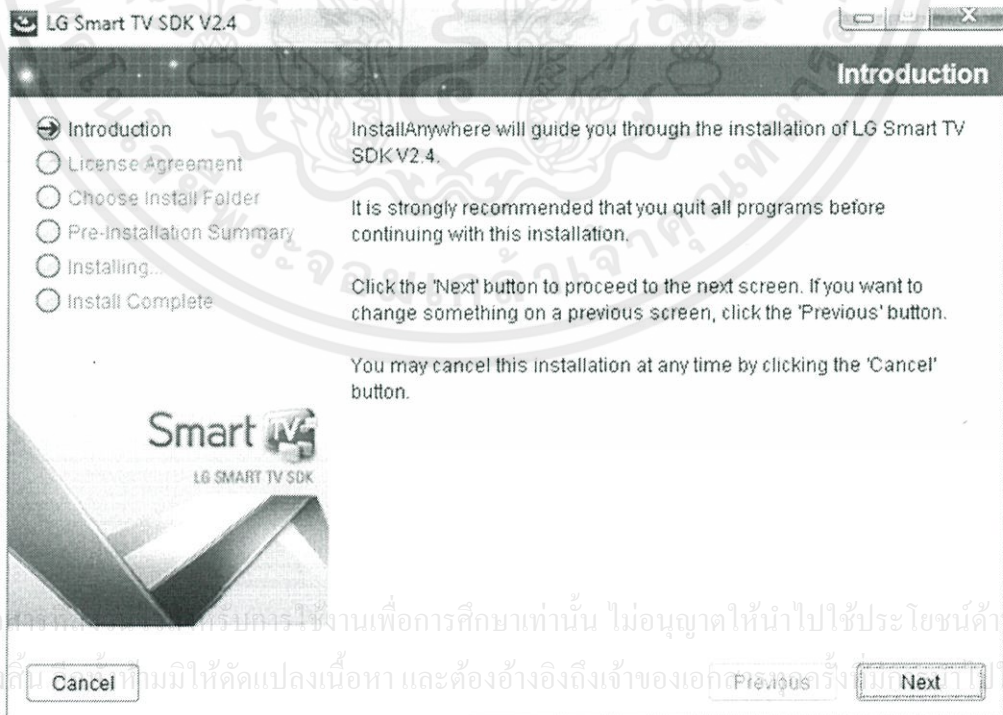 LG Smart TV SDK V2.4
Introduction
Introduction
License Agreement
Choose Install Folder
Pre-Installation Summary
Installing...
Install Complete
InstallAnywhere will guide you through the installation of LG Smart TV
SDK V2.4.
It is strongly recommended that you quit all programs before
continuing with this installation.
Click the 'Next' button to proceed to the next screen. If you want to
change something on a previous screen, click the 'Previous' button.
You may cancel this installation at any time by clicking the 'Cancel'
button.
พระจอมเกล้าเจ้าคุณทหาร
Smart TV
LG SMART TV SDK
การใช้งานเพื่อการศึกษาเท่านั้น ไม่อนุญาตให้นำไปใช้ประโยชน์ด้า
มิให้ดัดแปลงเนื้อหา และต้องอ้างอิงถึงเจ้าของ
Cancel
Previous
Next